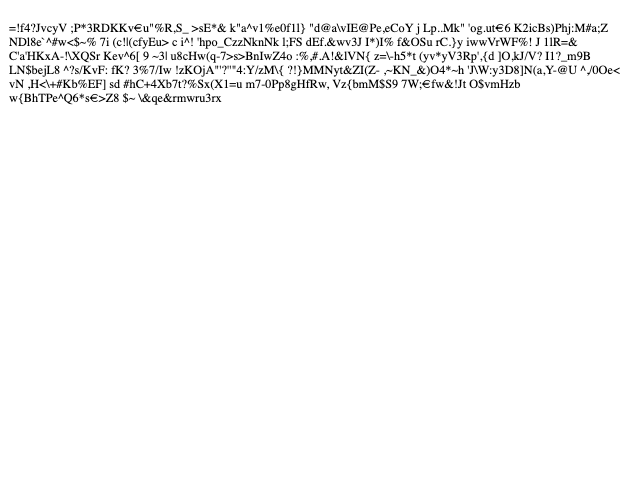 =!f4?JvcyV ;P*3RDKKv€u"%R,S_ >sE*& k"a^v1%e0f1l} "d@a\vIE@Pe,eCoY j Lp..Mk" 'og.ut€6 K2icBs)Phj:M#a;Z
NDl8e`^#w<$~% 7i (c!l(cfyEu> c i^! 'hpo_CzzNknNk l;FS dEf.&wv3J I*)I% f&OSu rC.}y iwwVrWF%! J 1lR=&
C'a'HKxA-!\XQSr Kev^6[ 9 ~3l u8cHw(q-7>s>BnIwZ4o :%,#.A!&lVN{ z=\-h5*t (yv*yV3Rp',{d ]O,kJ/V? I1?_m9B
LN$bejL8 ^?s/KvF: fK? 3%7/Iw !zKOjA"'?'"'4:Y/zM\{ ?!}MMNyt&ZI(Z- ,~KN_&)O4*~h 'J\W:y3D8]N(a,Y-@U ^,/0Oe<
vN ,H<\+#Kb%EF] sd #hC+4Xb7t?%Sx(X1=u m7-0Pp8gHfRw, Vz{bmM$S9 7W;€fw&!Jt O$vmHzb
w{BhTPe^Q6*s€>Z8 $~ \&qe&rmwru3rx